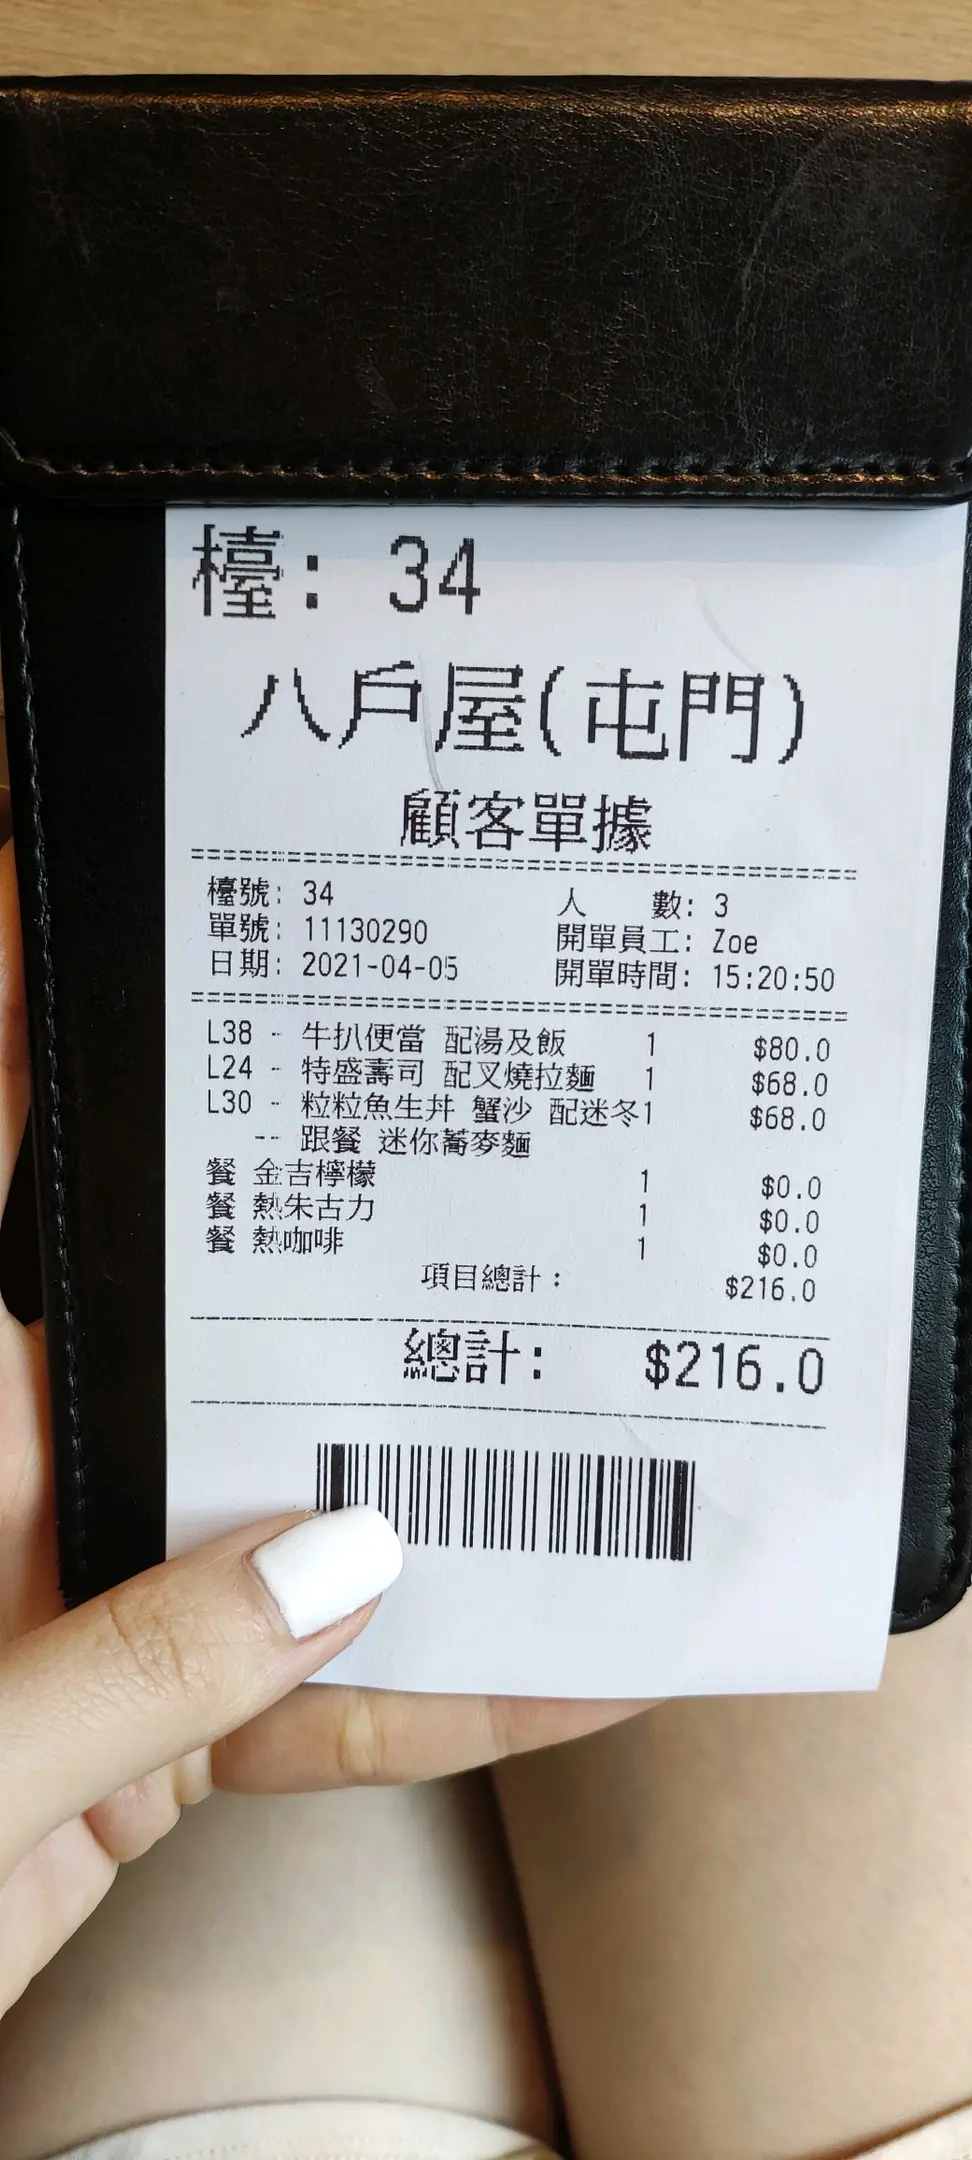 檯: 34
八戶屋(屯門)
顧客單據
檯號: 34 人 數: 3
單號: 11130290 開單員工: Zoe
日期: 2021-04-05 開單時間: 15:20:50
L38 - 牛扒便當 配湯及飯 1 $80.0
L24 - 特盛壽司 配叉燒拉麵 1 $68.0
L30 - 粒粒魚生丼 蟹沙 配迷冬1 $68.0
-- 跟餐 迷你蕎麥麵
餐 金吉檸檬 1 $0.0
餐 熱朱古力 1 $0.0
餐 熱咖啡 1 $0.0
項目總計: $216.0
總計: $216.0